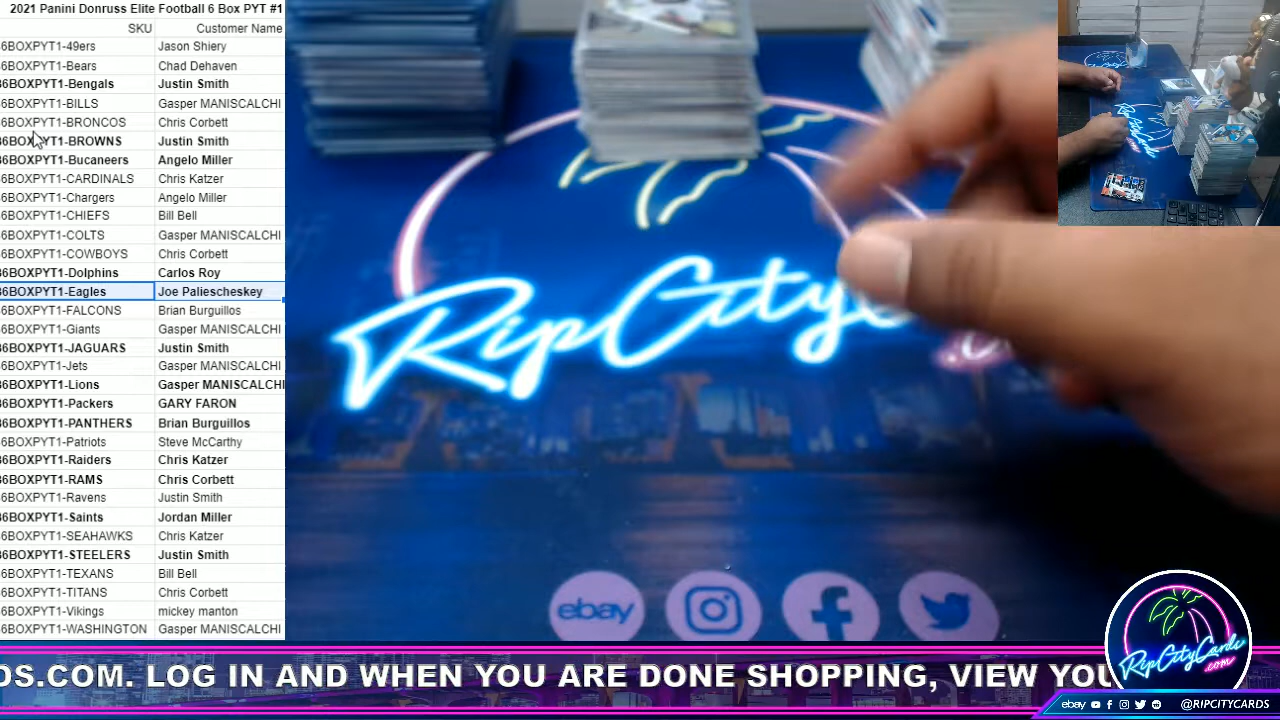 2021 Panini Donruss Elite Football 6 Box PYT #1
SKU Customer Name
6BOXPYT1-49ers Jason Shiery
6BOXPYT1-Bears Chad Dehaven
6BOXPYT1-Bengals Justin Smith
6BOXPYT1-BILLS Gasper MANISCALCHI
6BOXPYT1-BRONCOS Chris Corbett
6BOXPYT1-BROWNS Justin Smith
6BOXPYT1-Bucaneers Angelo Miller
6BOXPYT1-CARDINALS Chris Katzer
6BOXPYT1-Chargers Angelo Miller
6BOXPYT1-CHIEFS Bill Bell
6BOXPYT1-COLTS Gasper MANISCALCHI
6BOXPYT1-COWBOYS Chris Corbett
6BOXPYT1-Dolphins Carlos Roy
6BOXPYT1-Eagles Joe Paliescheskey
6BOXPYT1-FALCONS Brian Burguillos
6BOXPYT1-Giants Gasper MANISCALCHI
6BOXPYT1-JAGUARS Justin Smith
6BOXPYT1-Jets Gasper MANISCALCHI
6BOXPYT1-Lions Gasper MANISCALCHI
6BOXPYT1-Packers GARY FARON
6BOXPYT1-PANTHERS Brian Burguillos
6BOXPYT1-Patriots Steve McCarthy
6BOXPYT1-Raiders Chris Katzer
6BOXPYT1-RAMS Chris Corbett
6BOXPYT1-Ravens Justin Smith
6BOXPYT1-Saints Jordan Miller
6BOXPYT1-SEAHAWKS Chris Katzer
6BOXPYT1-STEELERS Justin Smith
6BOXPYT1-TEXANS Bill Bell
6BOXPYT1-TITANS Chris Corbett
6BOXPYT1-Vikings mickey manton
6BOXPYT1-WASHINGTON Gasper MANISCALCHI
RipCity
ebay
DS.COM. LOG IN AND WHEN YOU ARE DONE SHOPPING, VIEW YOU
RipCityCards
.com
ebay @RIPCITYCARDS